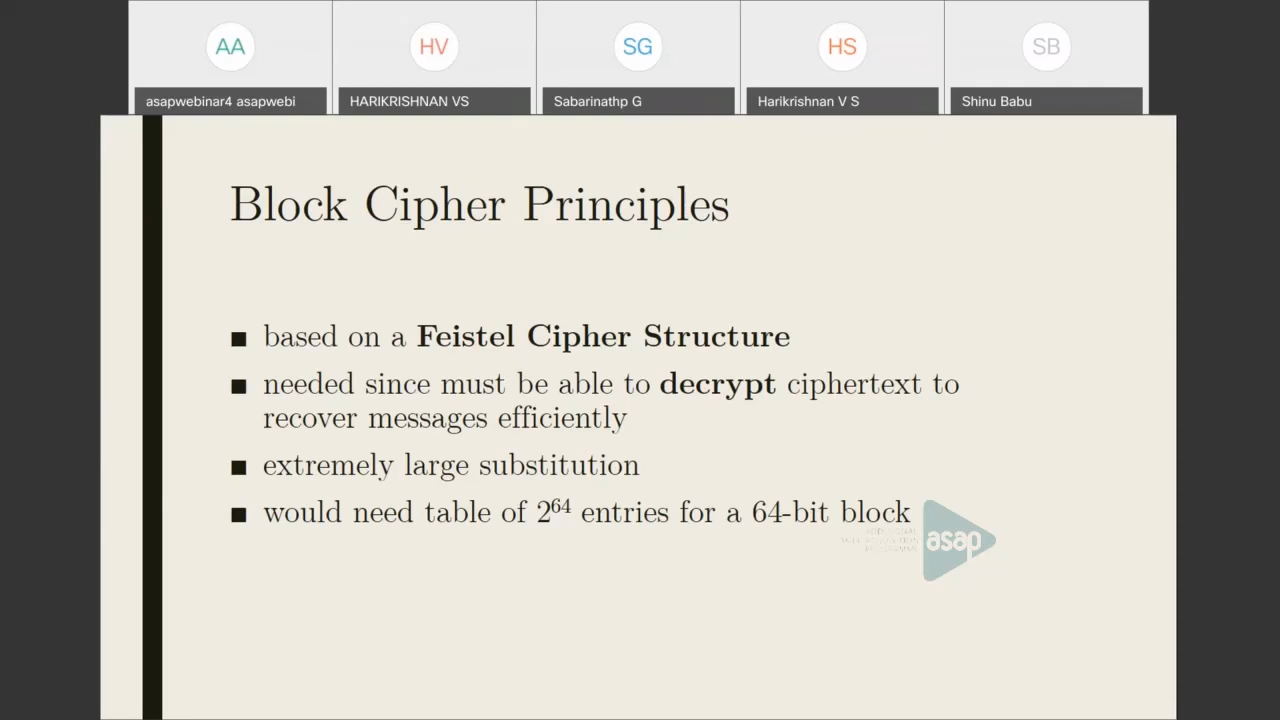 AA
HV
SG
HS
SB
asapwebinar4 asapwebi
HARIKRISHNAN VS
Sabarinathp G
Harikrishnan V S
Shinu Babu
Block Cipher Principles
■ based on a Feistel Cipher Structure
■ needed since must be able to decrypt ciphertext to
recover messages efficiently
■ extremely large substitution
■ would need table of 2⁶⁴ entries for a 64-bit block
asap